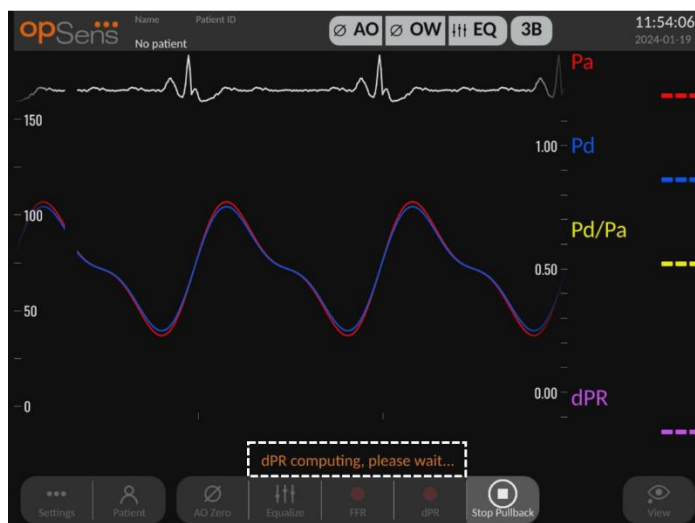 opSens
Name Patient ID
No patient
Ø AO Ø OW EQ 3B
11:54:06
2024-01-19
Pa
150
1.00
Pd
100
Pd/Pa
0.50
50
0.00
dPR
0
dPR computing, please wait...
Settings Patient AO Zero Equalize FFR dPR Stop Pullback View